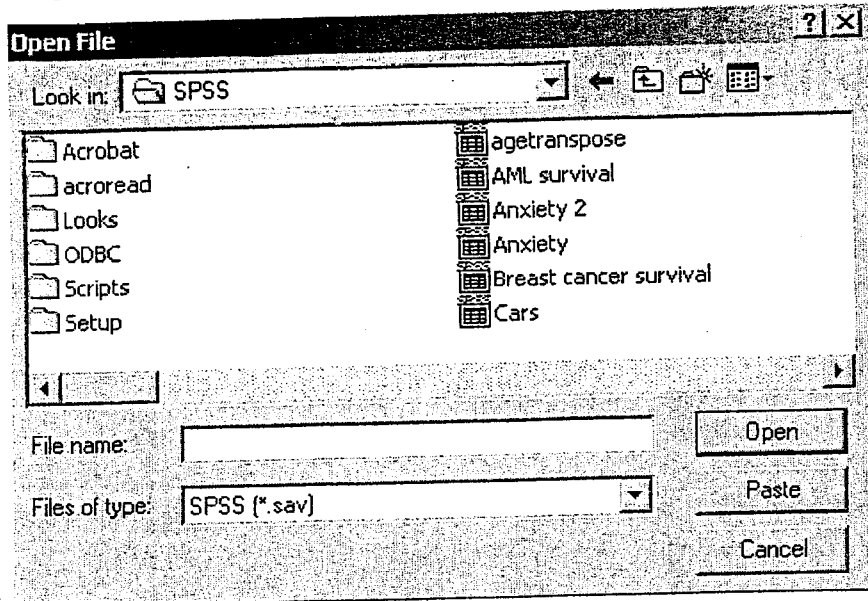 Open File
Look in: SPSS
Acrobat
acroread
Looks
ODBC
Scripts
Setup
agetranspose
AML survival
Anxiety 2
Anxiety
Breast cancer survival
Cars
File name:
Open
Files of type: SPSS (*.sav)
Paste
Cancel